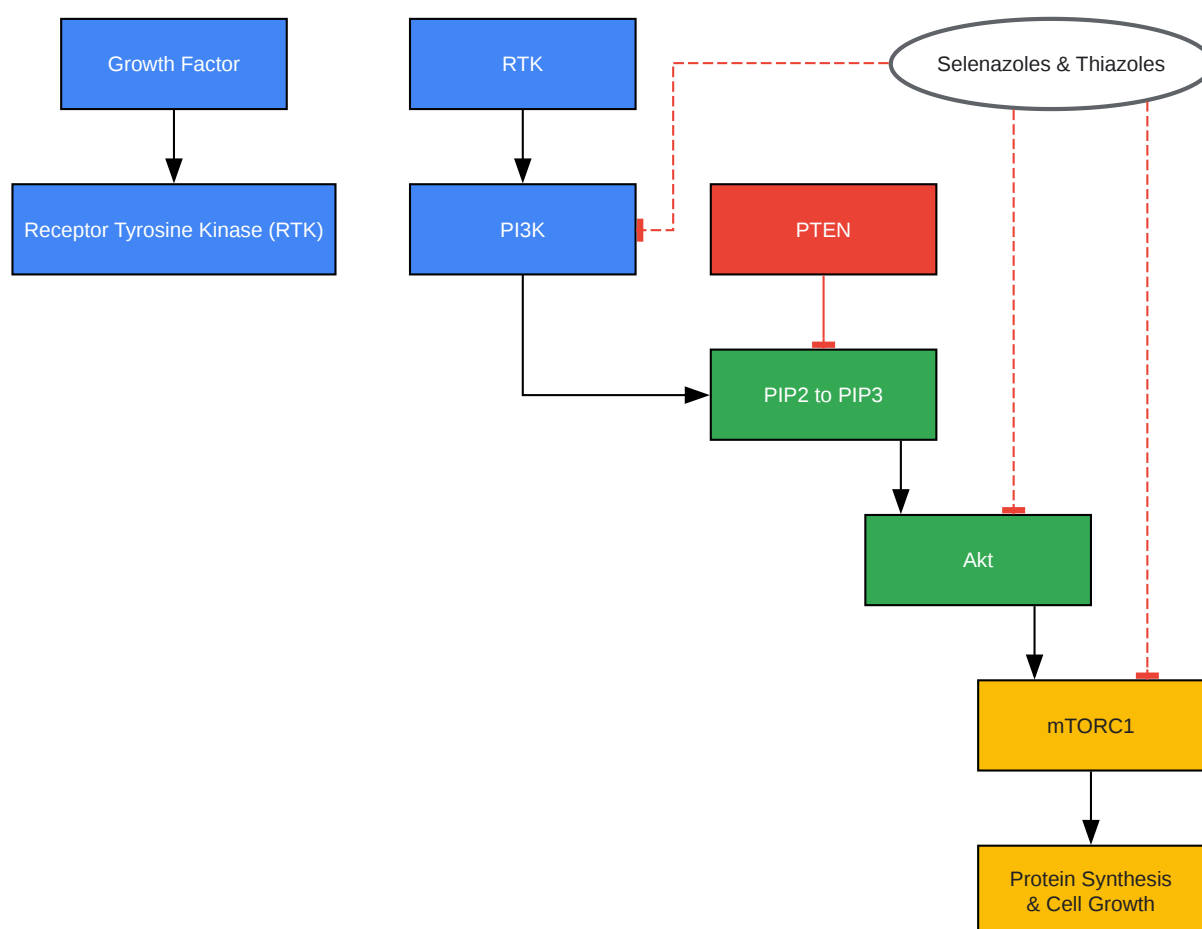 Growth Factor
RTK
Selenazoles & Thiazoles
Receptor Tyrosine Kinase (RTK)
PI3K
PTEN
PIP2 to PIP3
Akt
mTORC1
Protein Synthesis
& Cell Growth